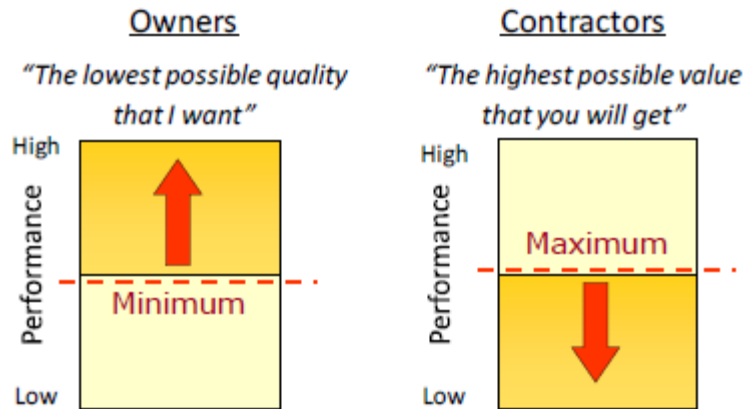 Owners
“The lowest possible quality
that I want”
High
Performance
Minimum
Low
Contractors
“The highest possible value
that you will get”
High
Performance
Maximum
Low